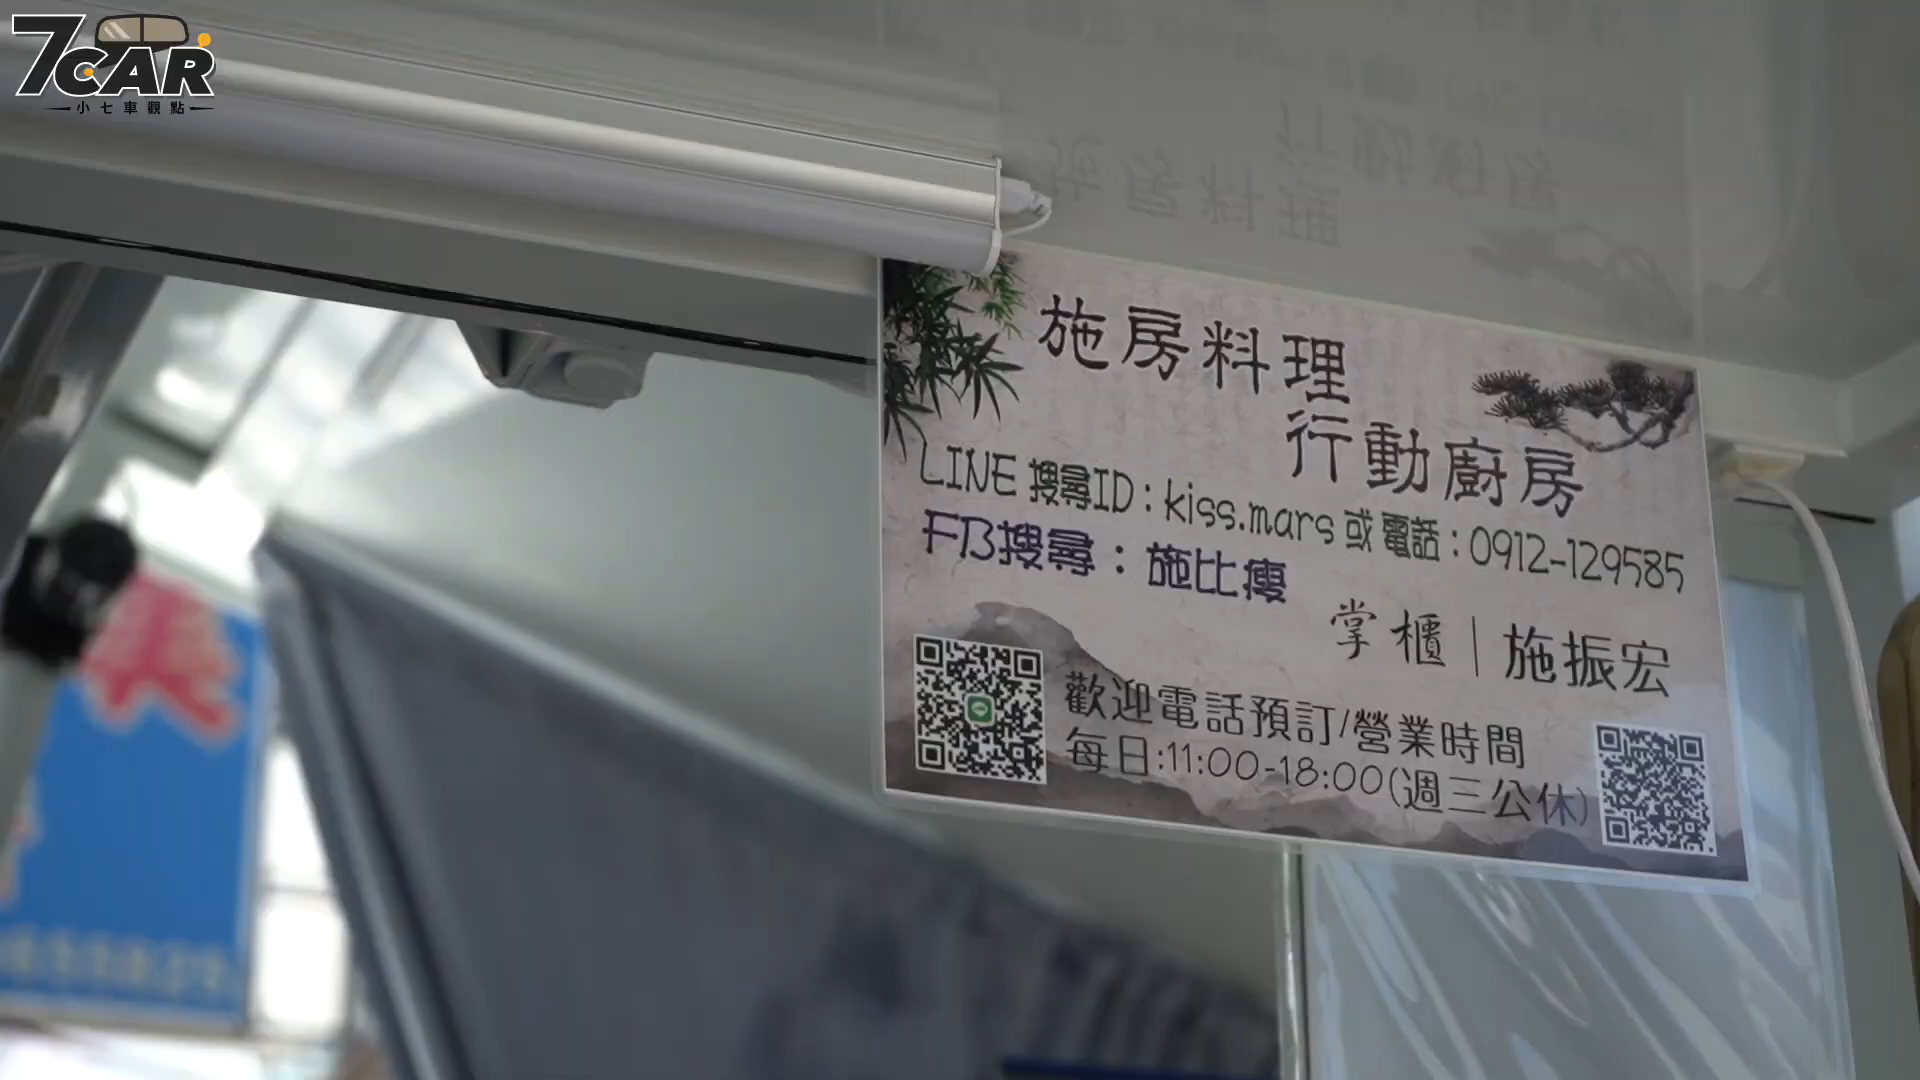 7CAR
小七車觀點
施房料理
行動廚房
LINE 搜尋ID：kiss.mars 或 電話：0912-129585
FB搜尋：施比瘦
掌櫃｜施振宏
歡迎電話預訂/營業時間
每日:11:00-18:00(週三公休)